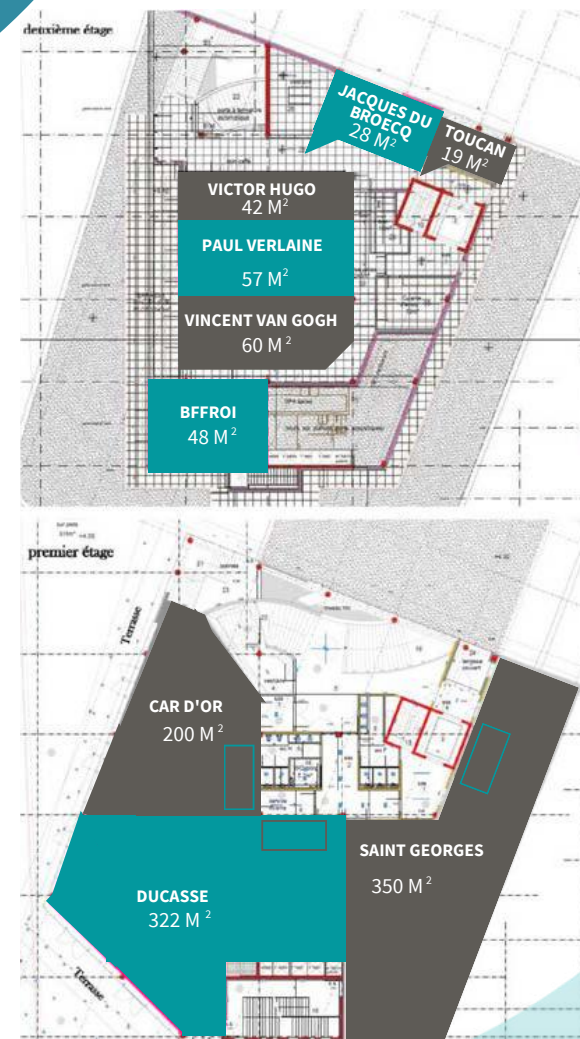 deuxième étage
JACQUES DU
BROECQ
28 M²
TOUCAN
19 M²
VICTOR HUGO
42 M²
PAUL VERLAINE
57 M²
VINCENT VAN GOGH
60 M²
BFFROI
48 M²
premier étage
Terrasse
CAR D'OR
200 M²
SAINT GEORGES
350 M²
DUCASSE
322 M²
Terrasse